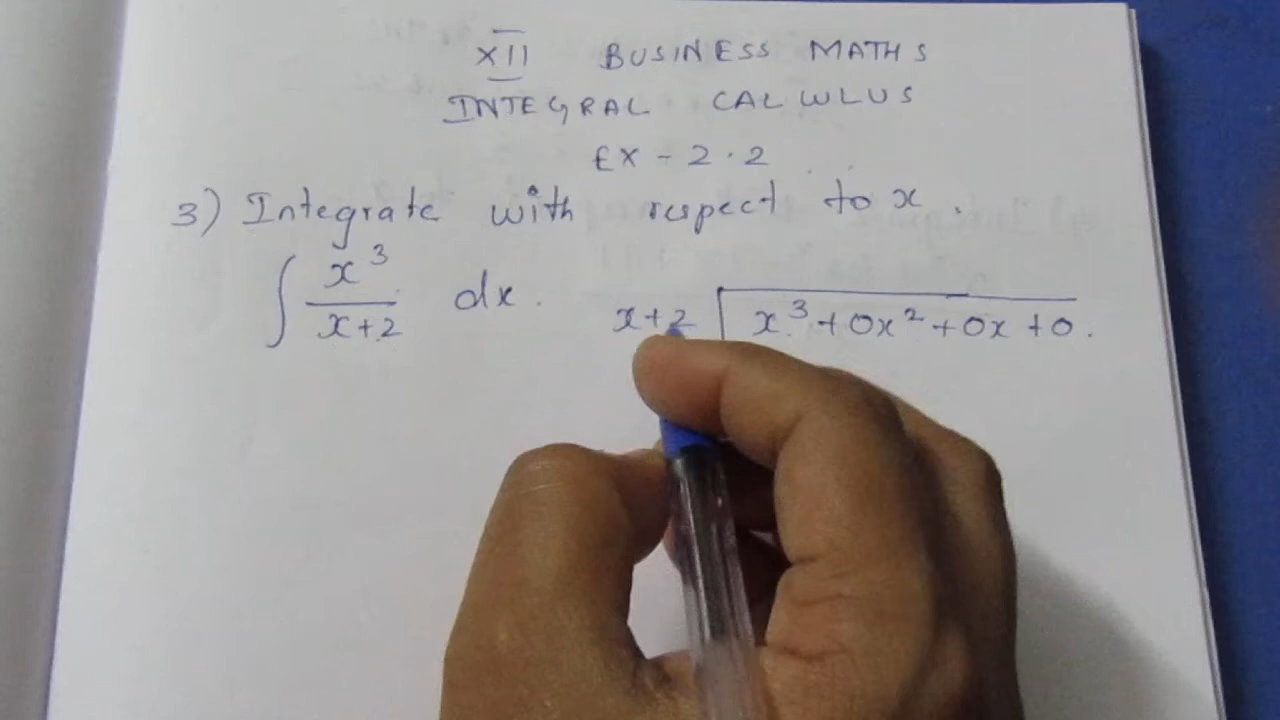 XII BUSINESS MATHS
INTEGRAL CALCULUS
EX - 2.2
3) Integrate with respect to x.
∫ x³/(x+2) dx. x+2 | x³+0x²+0x+0.